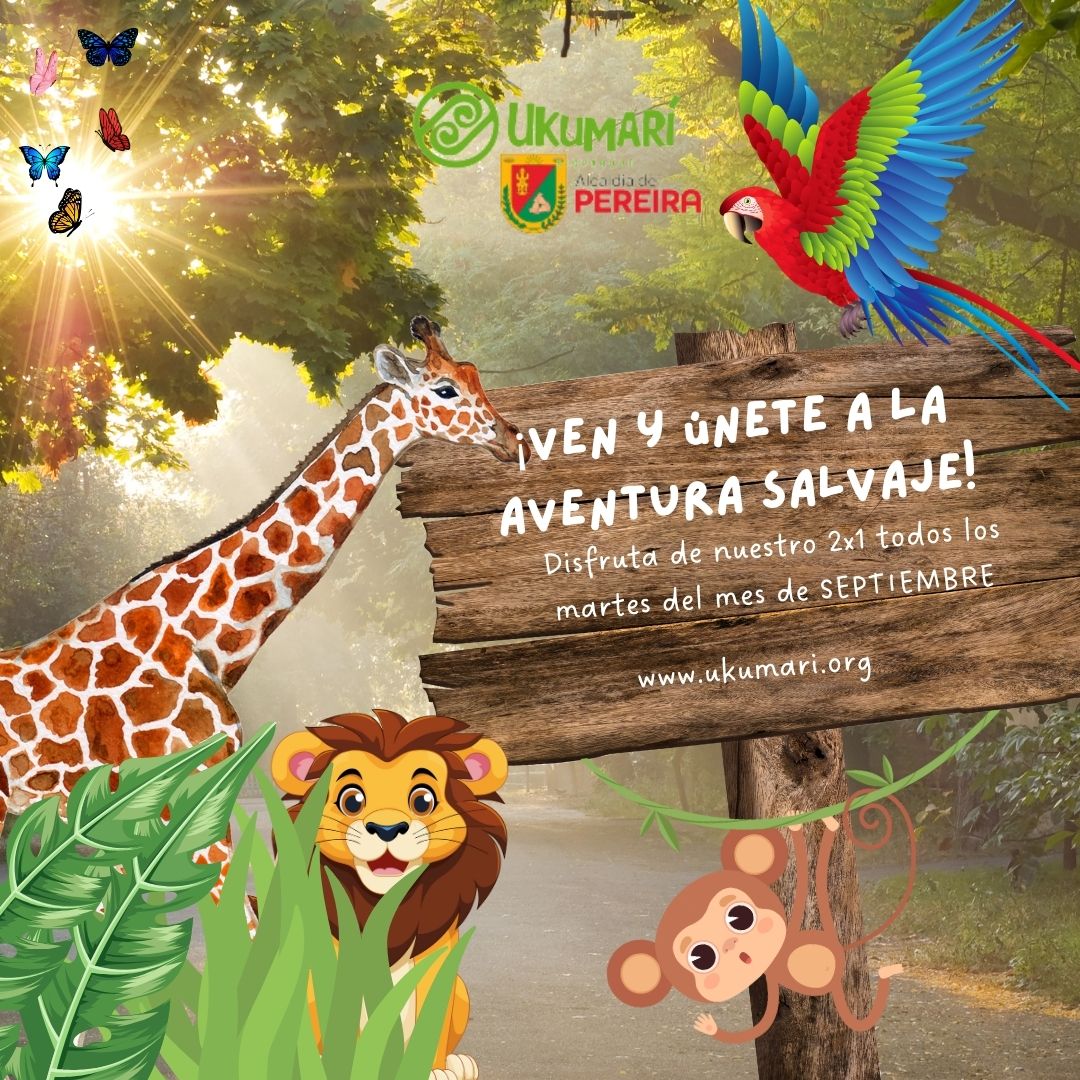 UKUMARÍ
Alcaldía de
PEREIRA
¡VEN Y ÚNETE A LA
AVENTURA SALVAJE!
Disfruta de nuestro 2x1 todos los
martes del mes de SEPTIEMBRE
www.ukumari.org